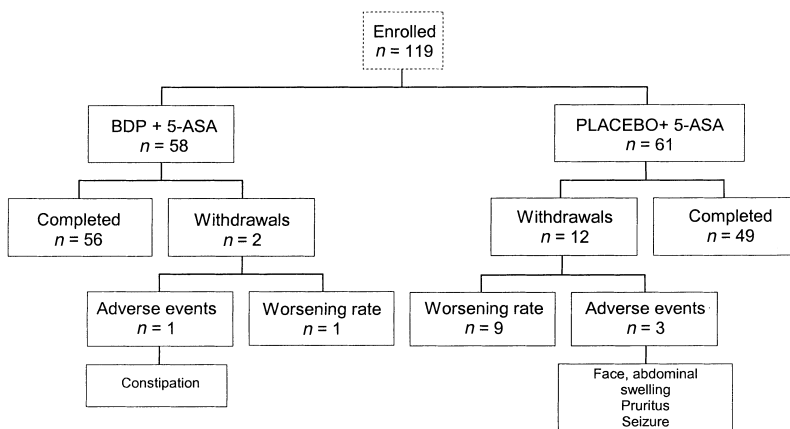 Enrolled
n = 119
BDP + 5-ASA
n = 58
PLACEBO+ 5-ASA
n = 61
Completed
n = 56
Withdrawals
n = 2
Withdrawals
n = 12
Completed
n = 49
Adverse events
n = 1
Worsening rate
n = 1
Worsening rate
n = 9
Adverse events
n = 3
Constipation
Face, abdominal
swelling
Pruritus
Seizure